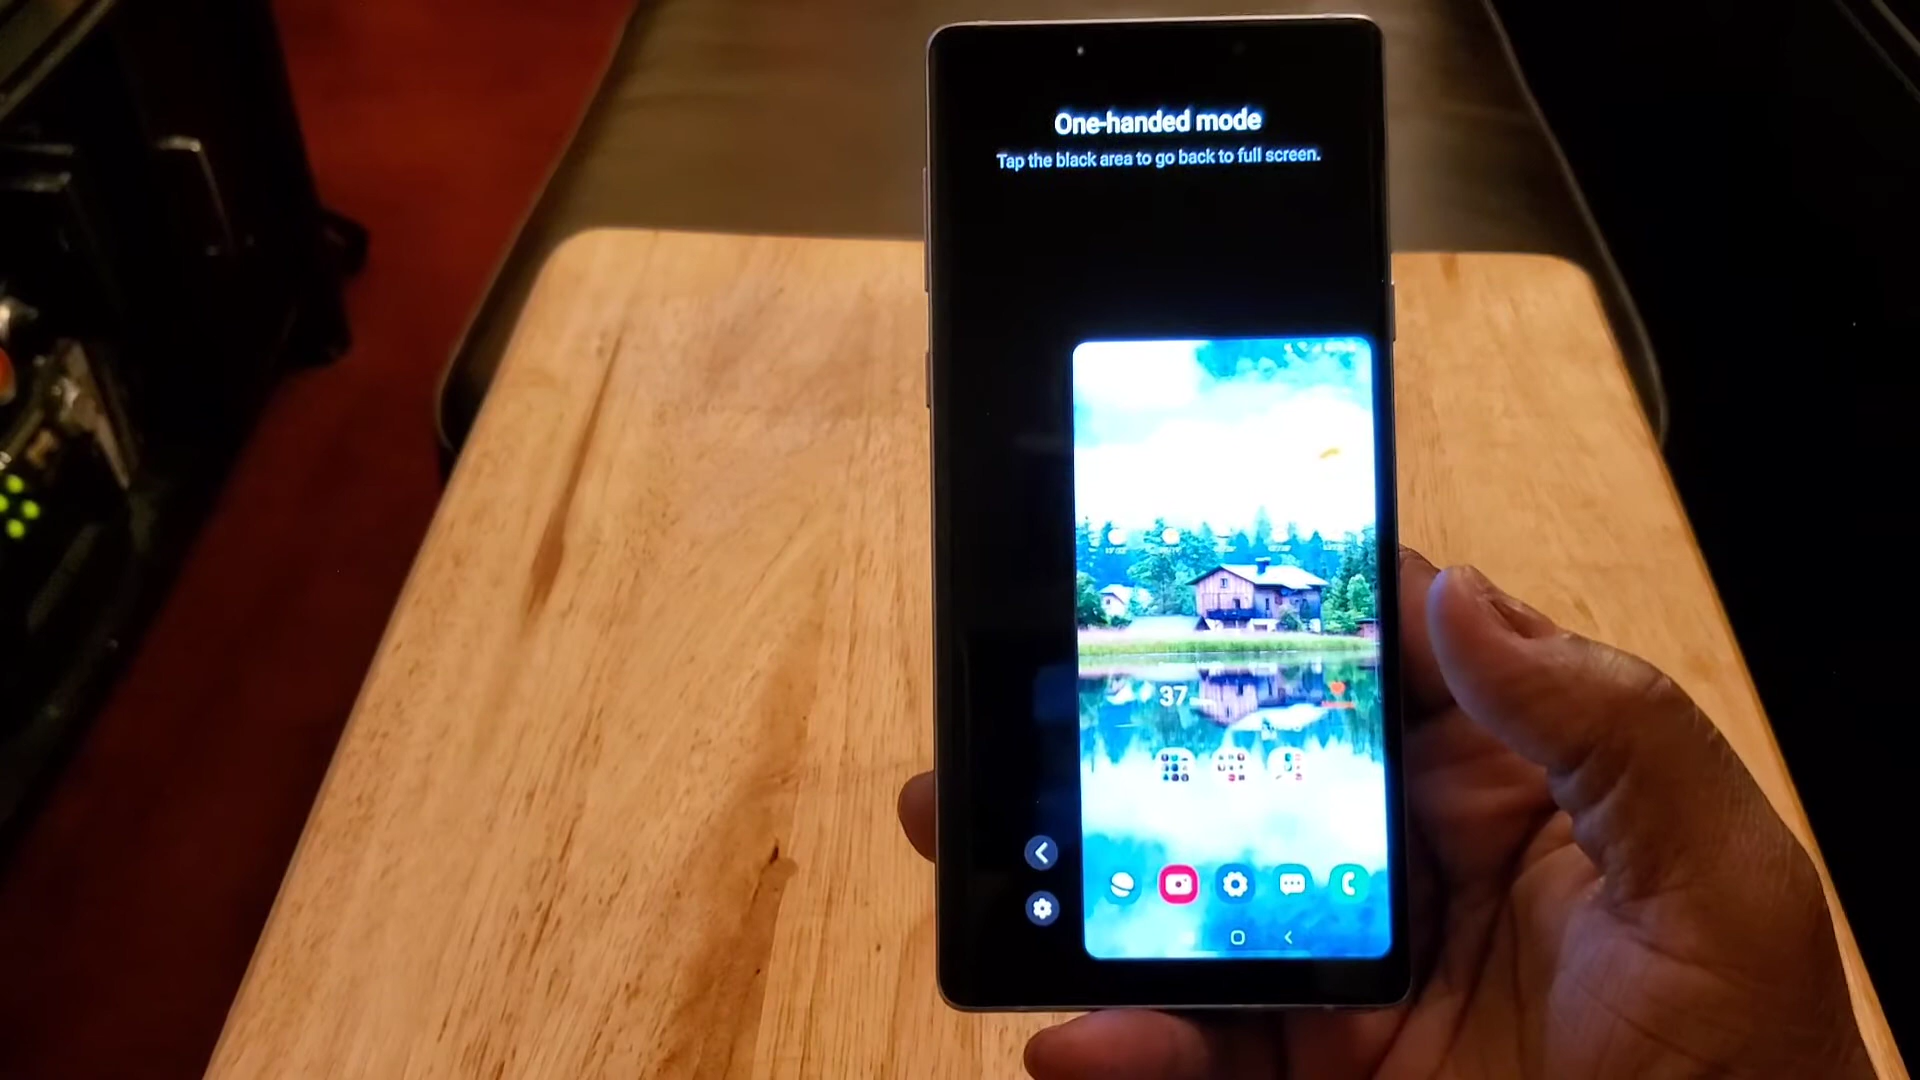 One-handed mode
Tap the black area to go back to full screen.
37